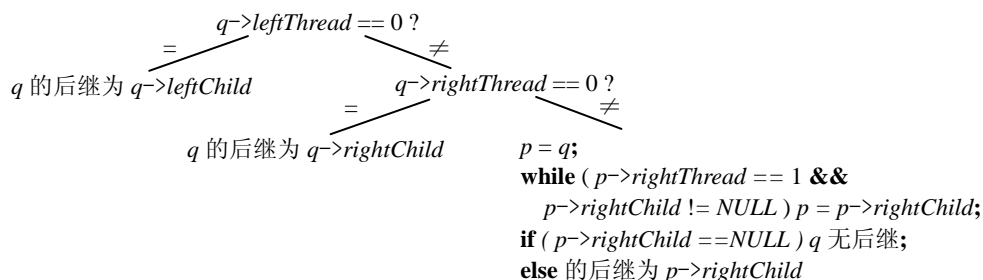 q->leftThread == 0 ?
= ≠
q 的后继为 q->leftChild
q->rightThread == 0 ?
= ≠
q 的后继为 q->rightChild
p = q;
while ( p->rightThread == 1 &&
p->rightChild != NULL ) p = p->rightChild;
if ( p->rightChild ==NULL ) q 无后继;
else 的后继为 p->rightChild